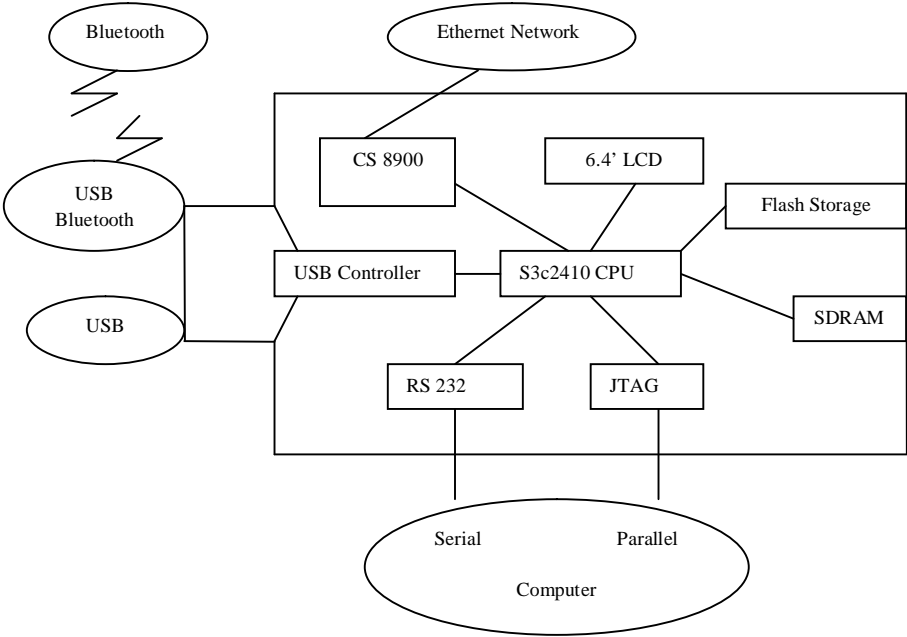 Bluetooth
Ethernet Network
CS 8900
6.4' LCD
USB
Bluetooth
Flash Storage
USB Controller
S3c2410 CPU
USB
SDRAM
RS 232
JTAG
Serial
Parallel
Computer